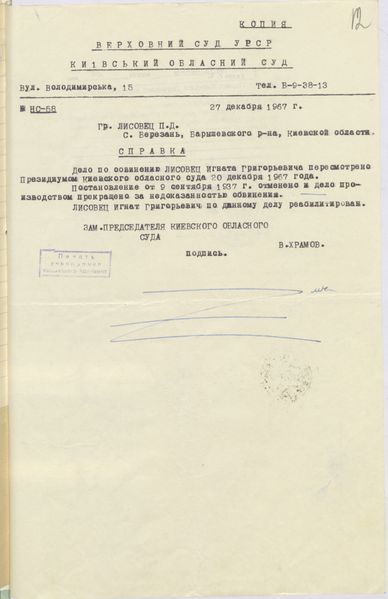 12
КОПИЯ
ВЕРХОВНИЙ СУД УРСР
КИЇВСЬКИЙ ОБЛАСНИЙ СУД
Вул. Володимирська, 15 Тел. Б-9-38-13
№ НС-58 27 декабря 1967 г.
гр. ЛИСОВЕЦ П.Д.
С. Березань, Барышевского р-на, Киевской области.
СПРАВКА
Дело по обвинению ЛИСОВЕЦ Игната Григорьевича пересмотрено
Президиумом Киевского областного суда 20 декабря 1967 года.
Постановление от 9 сентября 1937 г. отменено и дело про-
изводством прекращено за недоказанностью обвинения.
ЛИСОВЕЦ Игнат Григорьевич по данному делу реабилитирован.
ЗАМ.ПРЕДСЕДАТЕЛЯ КИЕВСКОГО ОБЛАСНОГО
СУДА
В.ХРАМОВ.
ПОДПИСЬ.
Печать